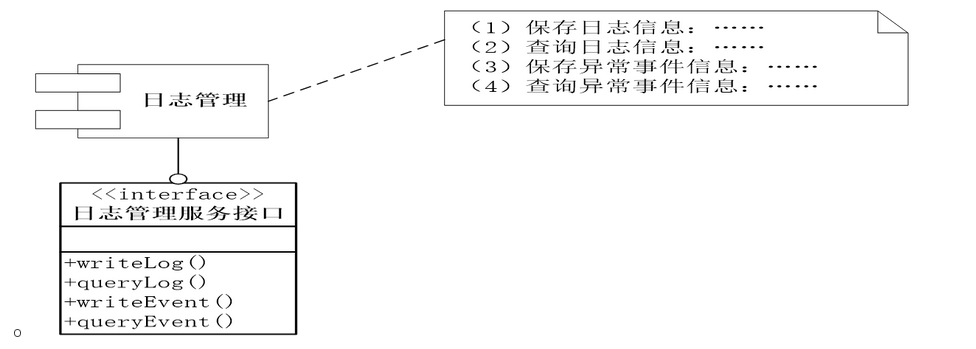 (1) 保存日志信息：……
(2) 查询日志信息：……
(3) 保存异常事件信息：……
(4) 查询异常事件信息：……
日志管理
<<interface>>
日志管理服务接口
+writeLog()
+queryLog()
+writeEvent()
+queryEvent()
。